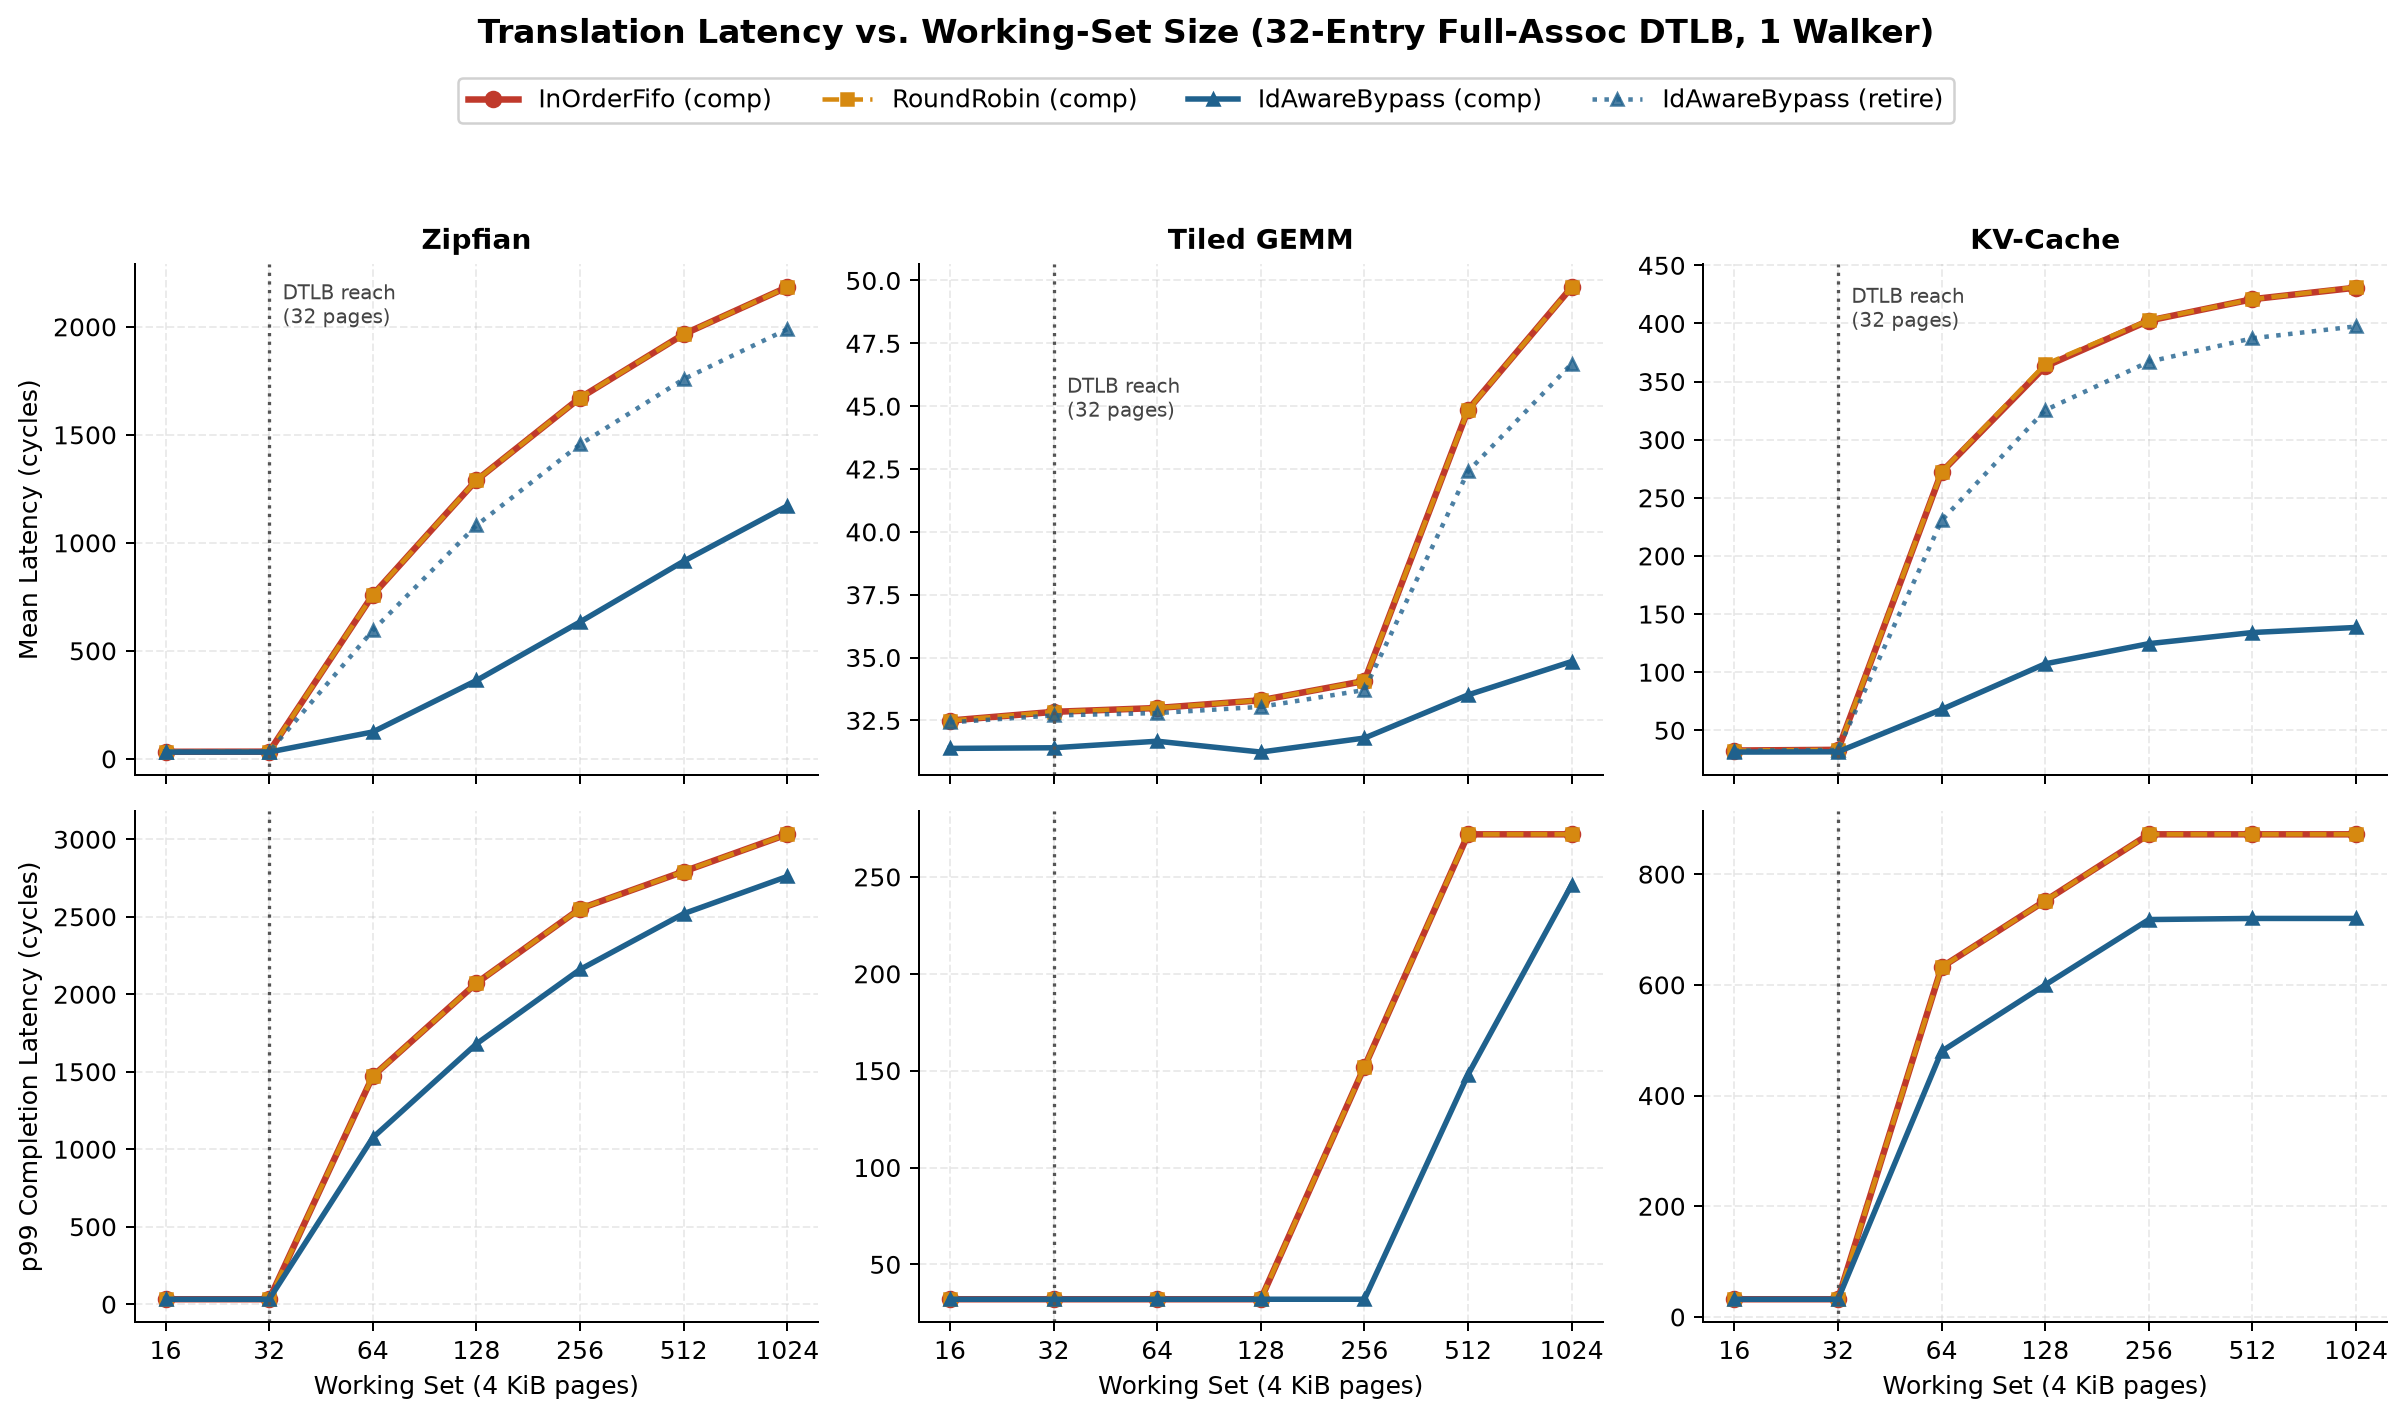 Translation Latency vs. Working-Set Size (32-Entry Full-Assoc DTLB, 1 Walker)
InOrderFifo (comp) RoundRobin (comp) IdAwareBypass (comp) IdAwareBypass (retire)
Zipfian
Mean Latency (cycles)
2000
1500
1000
500
0
DTLB reach
(32 pages)
Tiled GEMM
50.0
47.5
45.0
42.5
40.0
37.5
35.0
32.5
DTLB reach
(32 pages)
KV-Cache
450
400
350
300
250
200
150
100
50
DTLB reach
(32 pages)
p99 Completion Latency (cycles)
3000
2500
2000
1500
1000
500
0
16 32 64 128 256 512 1024
Working Set (4 KiB pages)
250
200
150
100
50
16 32 64 128 256 512 1024
Working Set (4 KiB pages)
800
600
400
200
0
16 32 64 128 256 512 1024
Working Set (4 KiB pages)